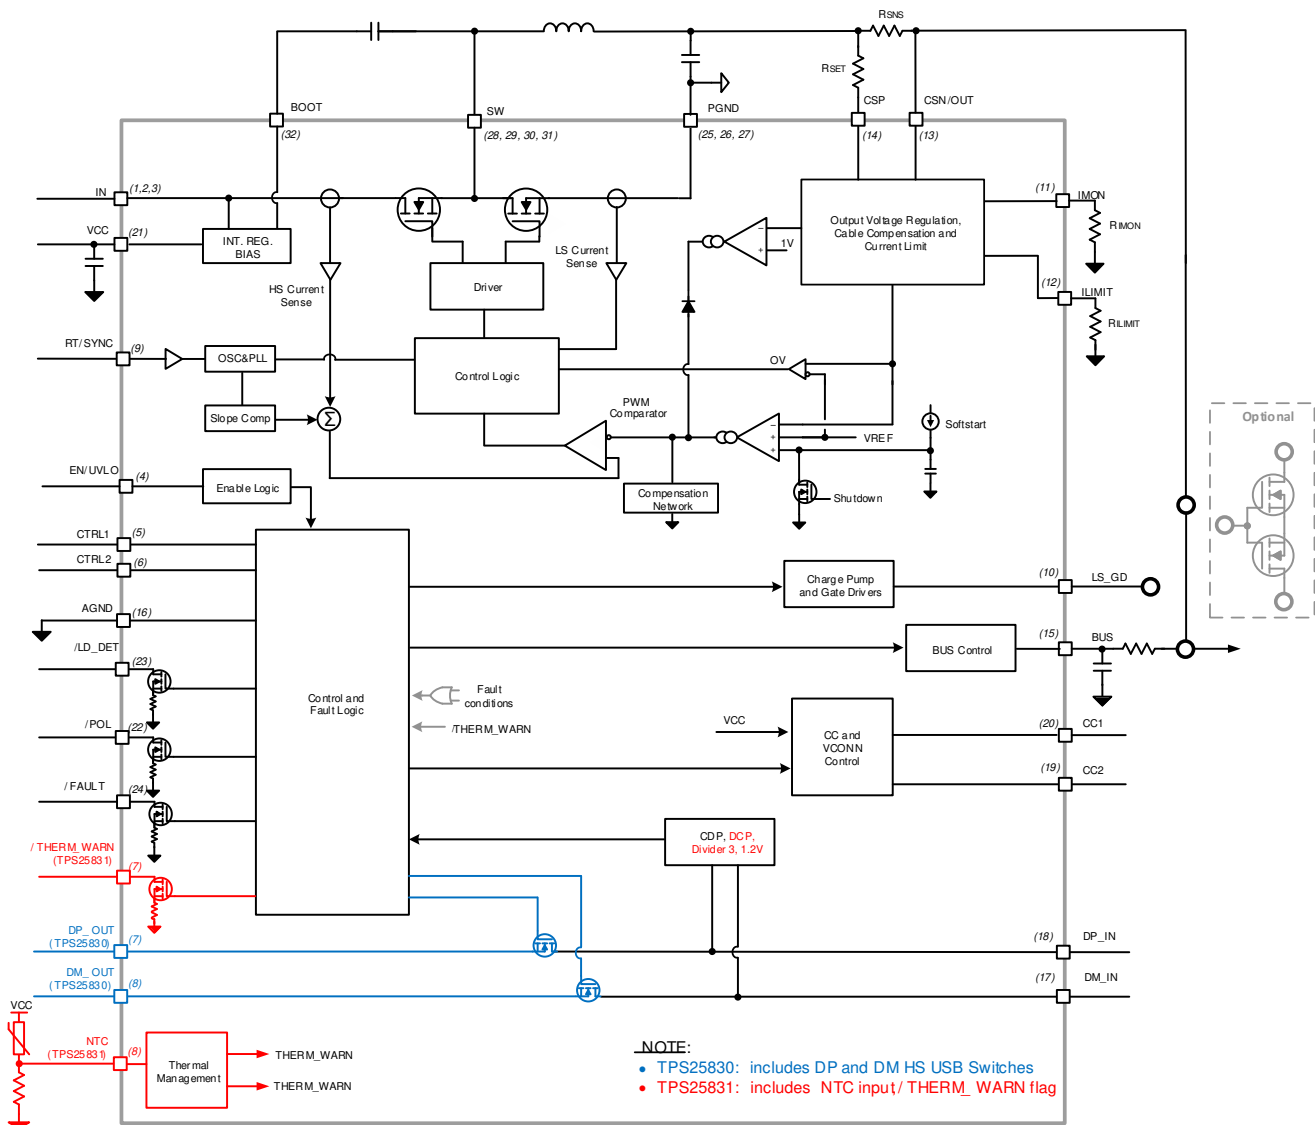 RSNS
RSET
BOOT
SW
PGND
CSP
CSN/OUT
(32)
(28, 29, 30, 31)
(25, 26, 27)
(14)
(13)
IN
(1,2,3)
(11)
IMON
RIMON
VCC
(21)
INT. REG.
BIAS
Output Voltage Regulation,
Cable Compensation and
Current Limit
1V
−
+
LS Current
Sense
HS Current
Sense
Driver
(12)
ILIMIT
RILIMIT
RT/SYNC
(9)
OSC&PLL
Control Logic
OV
Slope Comp
Σ
PWM
Comparator
−
+
+
VREF
Softstart
Optional
EN/UVLO
(4)
Enable Logic
Compensation
Network
Shutdown
CTRL1
(5)
CTRL2
(6)
Charge Pump
and Gate Drivers
(10)
LS_GD
AGND
(16)
BUS Control
(15)
BUS
/LD_DET
(23)
Control and
Fault Logic
Fault
conditions
/THERM_WARN
/POL
(22)
VCC
CC and
VCONN
Control
(20)
CC1
(19)
CC2
/FAULT
(24)
CDP, DCP,
Divider 3, 1.2V
/ THERM_WARN
(TPS25831)
(7)
DP_OUT
(TPS25830)
(7)
(18)
DP_IN
DM_OUT
(TPS25830)
(8)
(17)
DM_IN
VCC
NTC
(TPS25831)
(8)
Thermal
Management
THERM_WARN
THERM_WARN
NOTE:
• TPS25830: includes DP and DM HS USB Switches
• TPS25831: includes NTC input,/ THERM_ WARN flag